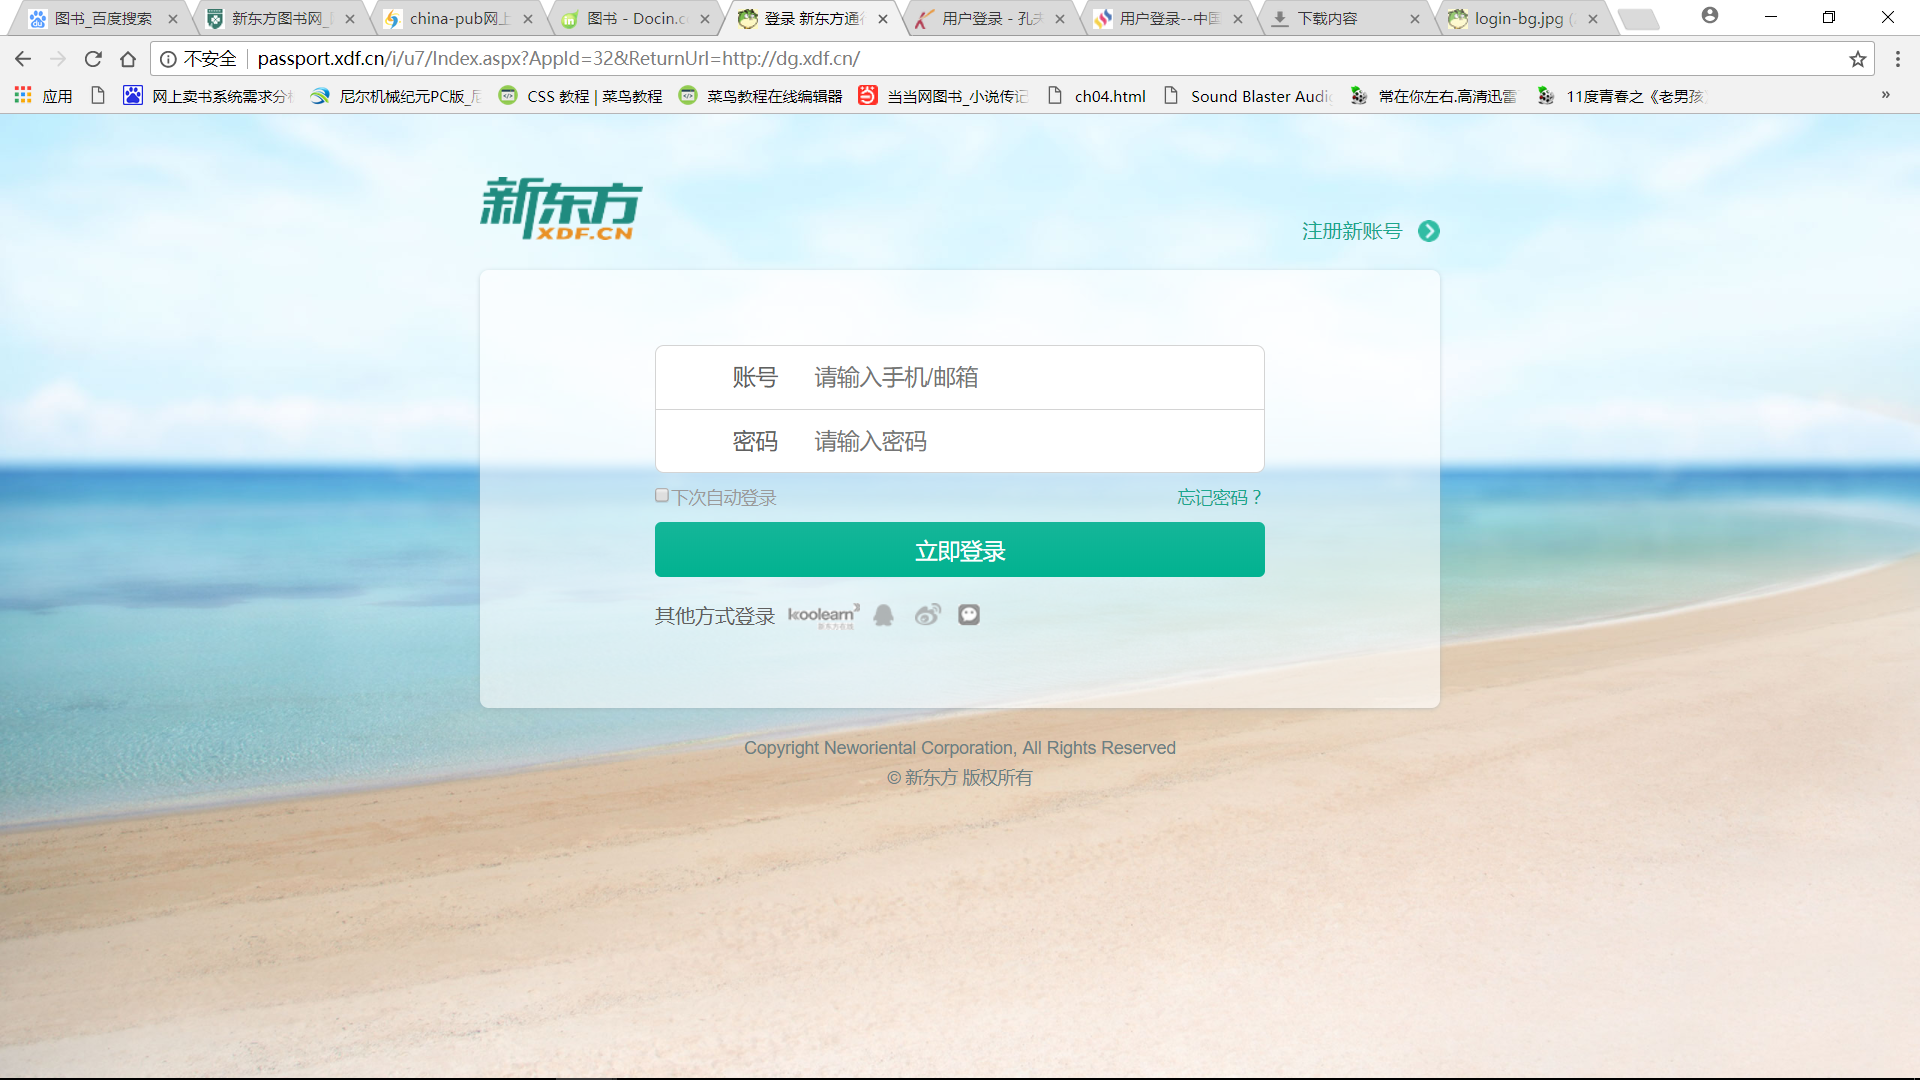 图书_百度搜索
新东方图书网_
china-pub网上
图书 - Docin.c
登录 新东方通行
用户登录 - 孔夫
用户登录--中国
下载内容
login-bg.jpg (
不安全
passport.xdf.cn/i/u7/Index.aspx?AppId=32&ReturnUrl=http://dg.xdf.cn/
应用
网上卖书系统需求分析
尼尔机械纪元PC版_尼
CSS 教程 | 菜鸟教程
菜鸟教程在线编辑器
当当网图书_小说传记
ch04.html
Sound Blaster Audi
常在你左右.高清迅雷
11度青春之《老男孩
»
新东方
XDF.CN
注册新账号
账号 请输入手机/邮箱
密码 请输入密码
下次自动登录
忘记密码？
立即登录
其他方式登录
koolearn
新东方在线
Copyright Neworiental Corporation, All Rights Reserved
© 新东方 版权所有